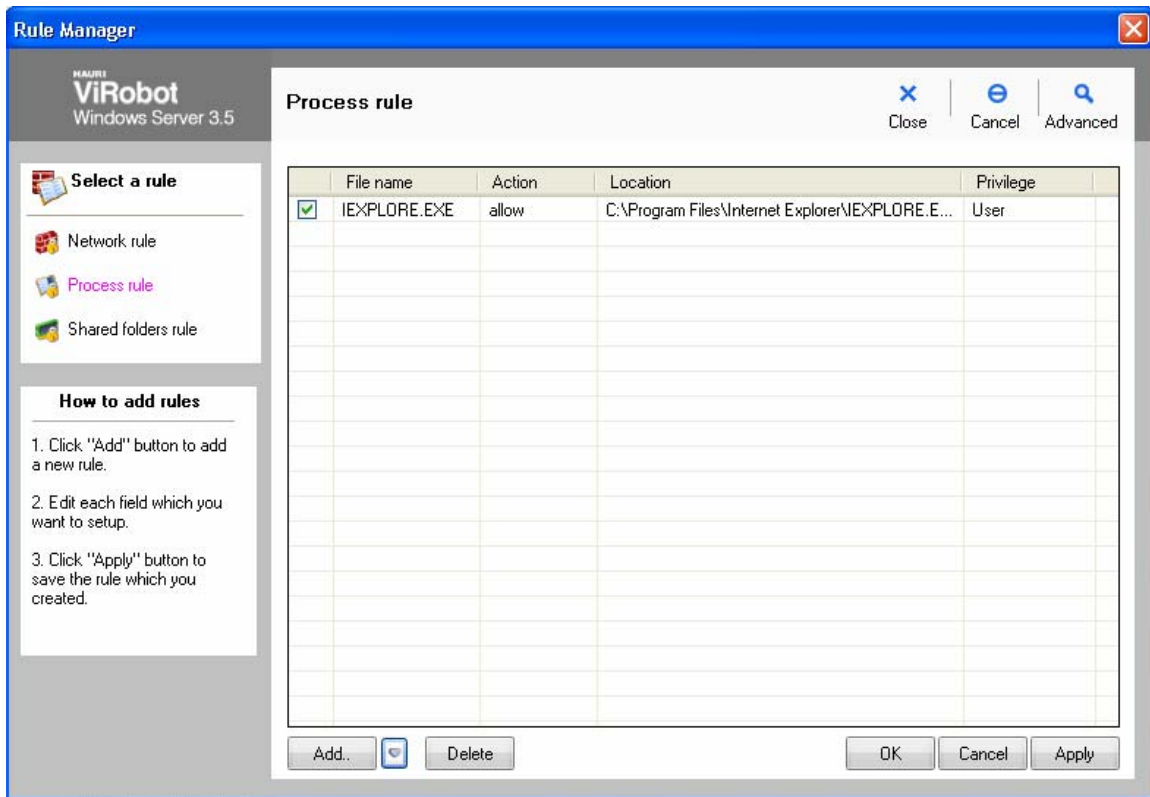 Rule Manager
HAURI
ViRobot
Windows Server 3.5
Process rule
Close
Cancel
Advanced
Select a rule
Network rule
Process rule
Shared folders rule
How to add rules
1. Click "Add" button to add
a new rule.
2. Edit each field which you
want to setup.
3. Click "Apply" button to
save the rule which you
created.
File name Action Location Privilege
IEXPLORE.EXE allow C:\Program Files\Internet Explorer\IEXPLORE.E... User
Add.. Delete OK Cancel Apply